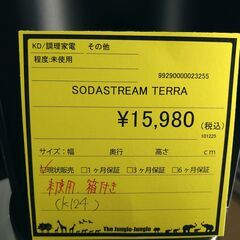 KD/調理家電 その他
程度:未使用
99290000023255
SODASTREAM TERRA
¥15,980 (税込)
101225
サイズ:幅 奥行 高さ cm
現状販売 □1ヶ月保証 □3ヶ月保証 □6ヶ月保証
未使用 箱付き
(K124)
The Jungle-Jungle